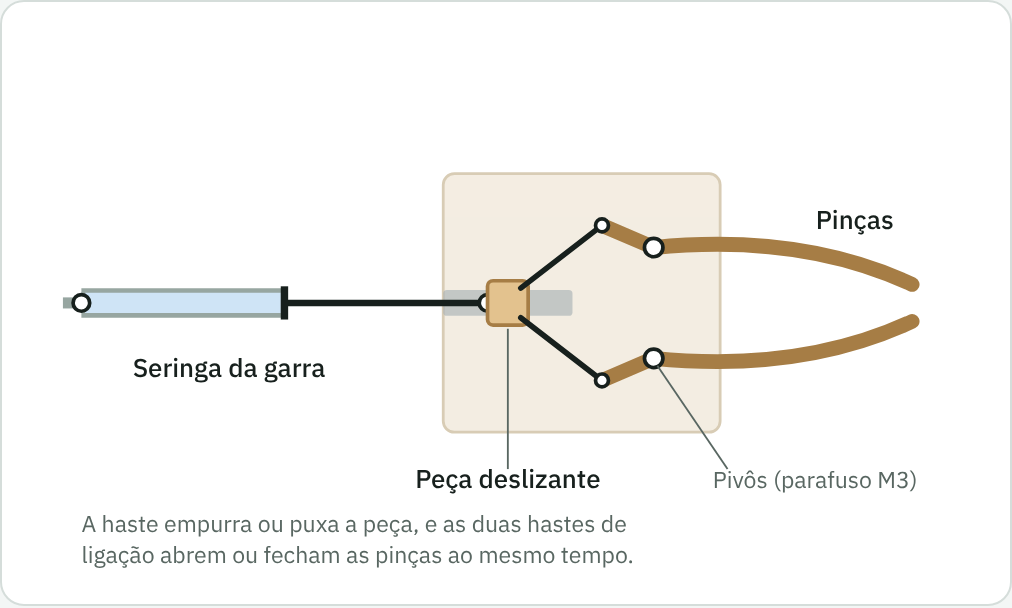 Pinças
Seringa da garra
Peça deslizante
Pivôs (parafuso M3)
A haste empurra ou puxa a peça, e as duas hastes de
ligação abrem ou fecham as pinças ao mesmo tempo.